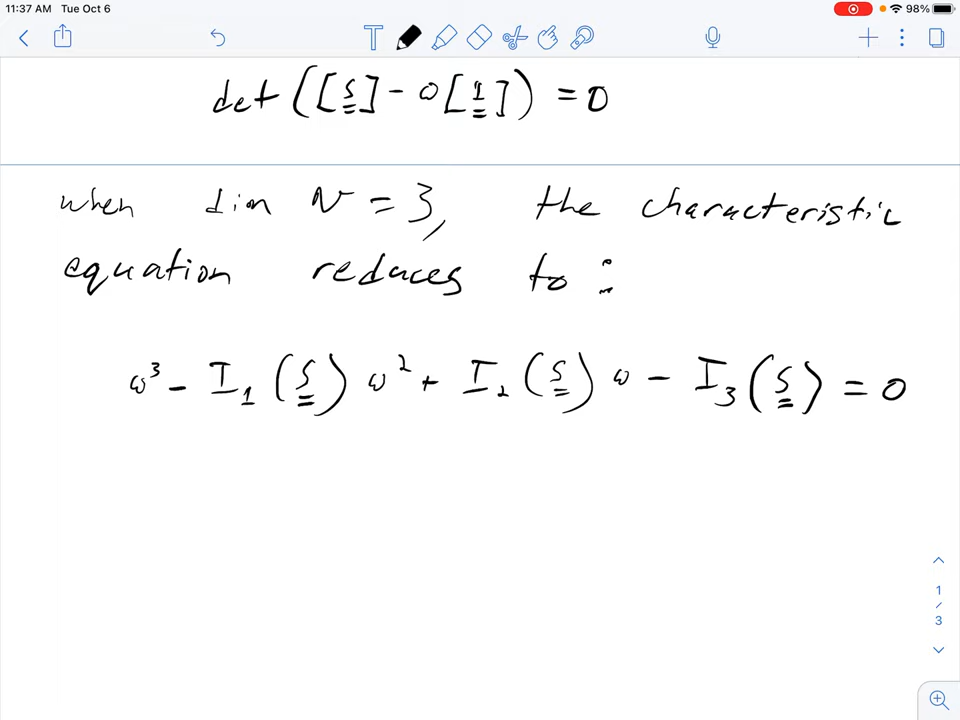 11:37 AM Tue Oct 6 98%
det([S] - ω[I]) = 0
when dim V = 3, the characteristic
equation reduces to :
ω³ - I₁(S) ω² + I₂(S) ω - I₃(S) = 0
1
/
3